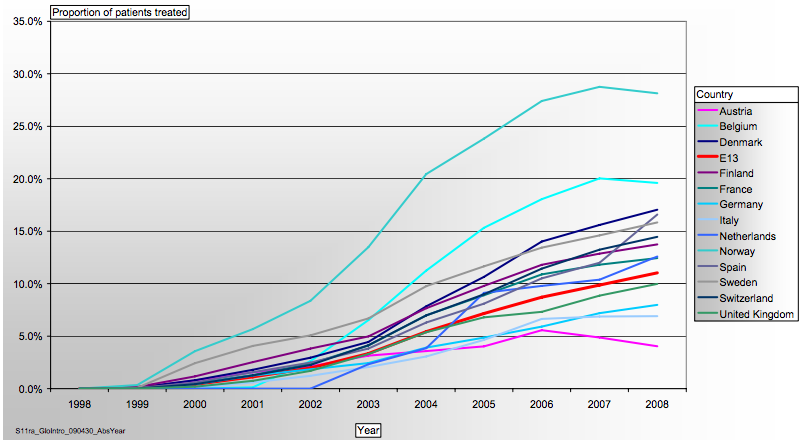 Proportion of patients treated
35.0%
30.0%
25.0%
20.0%
15.0%
10.0%
5.0%
0.0%
1998 1999 2000 2001 2002 2003 2004 2005 2006 2007 2008
Year
S11ra_GloIntro_090430_AbsYear
Country
Austria
Belgium
Denmark
E13
Finland
France
Germany
Italy
Netherlands
Norway
Spain
Sweden
Switzerland
United Kingdom